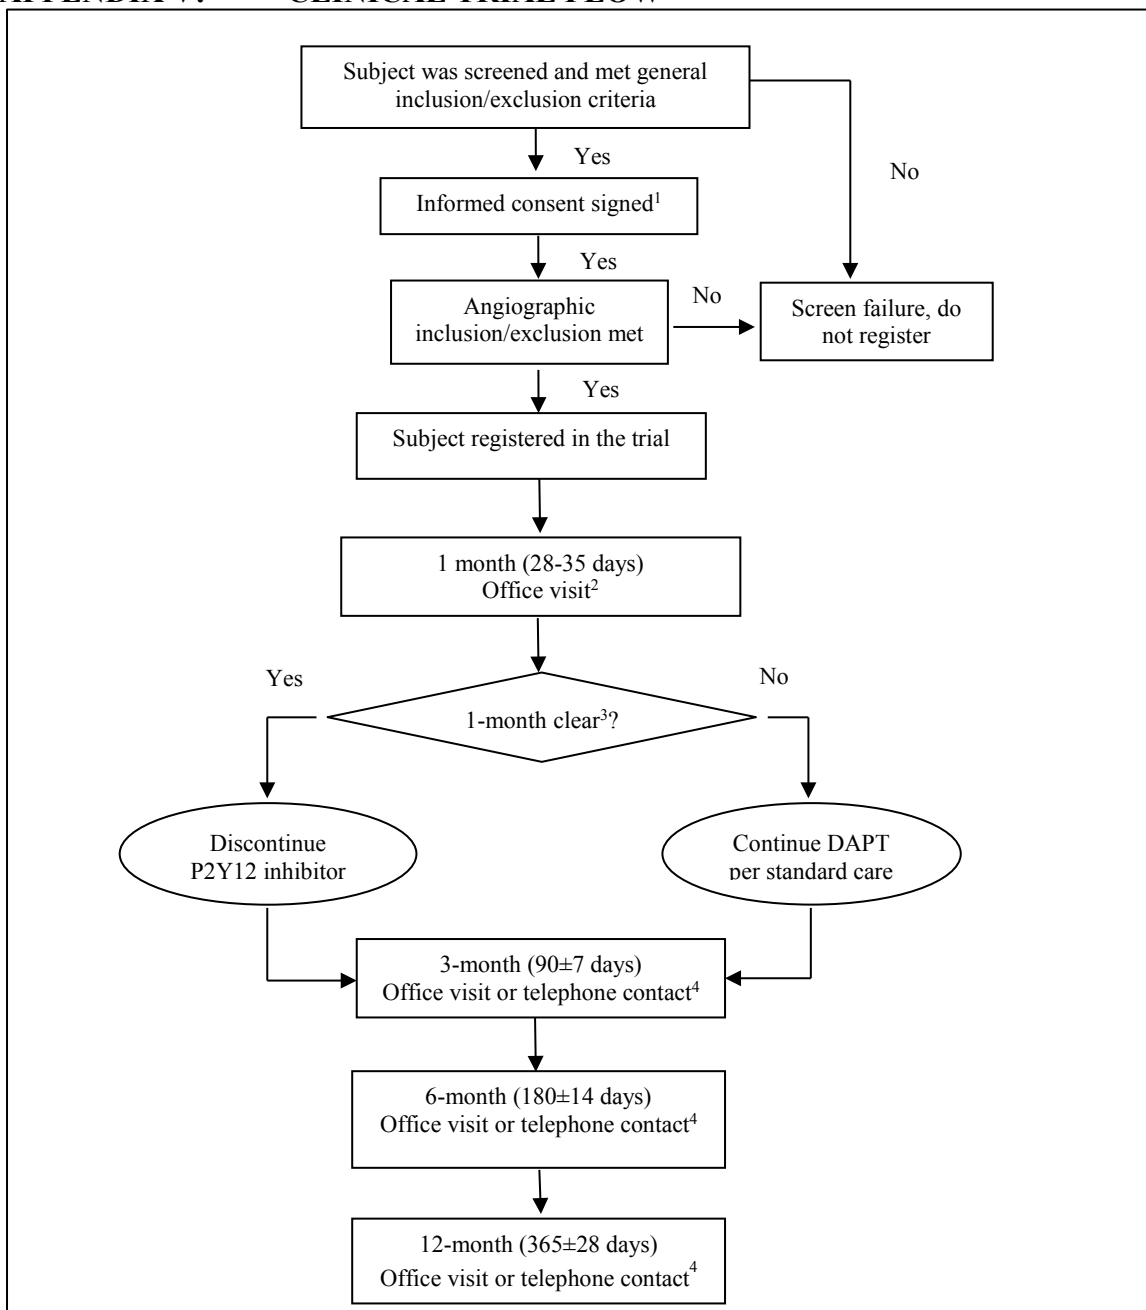 APPENDIX V: CLINICAL TRIAL FLOW
Subject was screened and met general
inclusion/exclusion criteria
Yes
No
Informed consent signed¹
Yes
Angiographic
inclusion/exclusion met
No
Screen failure, do
not register
Yes
Subject registered in the trial
1 month (28-35 days)
Office visit²
Yes
No
1-month clear³?
Discontinue
P2Y12 inhibitor
Continue DAPT
per standard care
3-month (90±7 days)
Office visit or telephone contact⁴
6-month (180±14 days)
Office visit or telephone contact⁴
12-month (365±28 days)
Office visit or telephone contact⁴